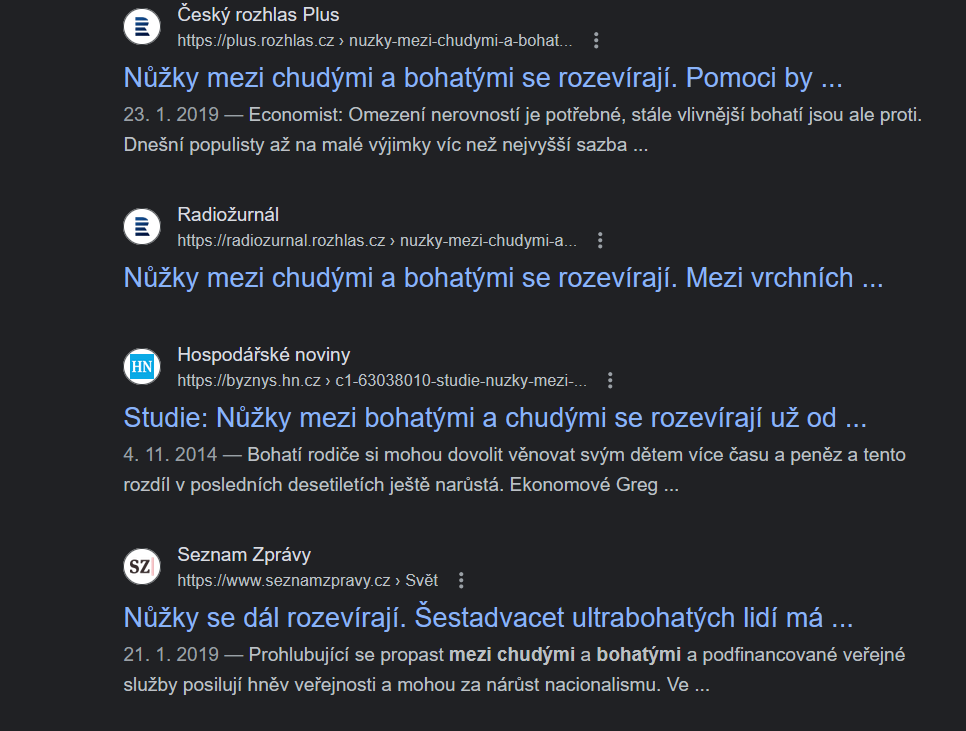 Český rozhlas Plus
https://plus.rozhlas.cz › nuzky-mezi-chudymi-a-bohat...
Nůžky mezi chudými a bohatými se rozevírají. Pomoci by ...
23. 1. 2019 — Economist: Omezení nerovností je potřebné, stále vlivnější bohatí jsou ale proti.
Dnešní populisty až na malé výjimky víc než nejvyšší sazba ...
Radiožurnál
https://radiozurnal.rozhlas.cz › nuzky-mezi-chudymi-a...
Nůžky mezi chudými a bohatými se rozevírají. Mezi vrchních ...
HN
Hospodářské noviny
https://byznys.hn.cz › c1-63038010-studie-nuzky-mezi-...
Studie: Nůžky mezi bohatými a chudými se rozevírají už od ...
4. 11. 2014 — Bohatí rodiče si mohou dovolit věnovat svým dětem více času a peněz a tento
rozdíl v posledních desetiletích ještě narůstá. Ekonomové Greg ...
SZ
Seznam Zprávy
https://www.seznamzpravy.cz › Svět
Nůžky se dál rozevírají. Šestadvacet ultrabohatých lidí má ...
21. 1. 2019 — Prohlubující se propast mezi chudými a bohatými a podfinancované veřejné
služby posilují hněv veřejnosti a mohou za nárůst nacionalismu. Ve ...